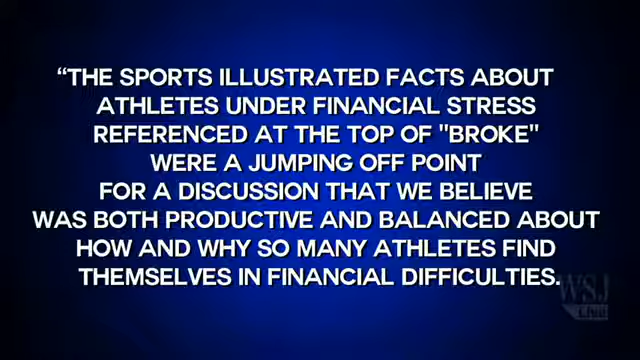 “THE SPORTS ILLUSTRATED FACTS ABOUT
ATHLETES UNDER FINANCIAL STRESS
REFERENCED AT THE TOP OF "BROKE"
WERE A JUMPING OFF POINT
FOR A DISCUSSION THAT WE BELIEVE
WAS BOTH PRODUCTIVE AND BALANCED ABOUT
HOW AND WHY SO MANY ATHLETES FIND
THEMSELVES IN FINANCIAL DIFFICULTIES.
WSJ
Live